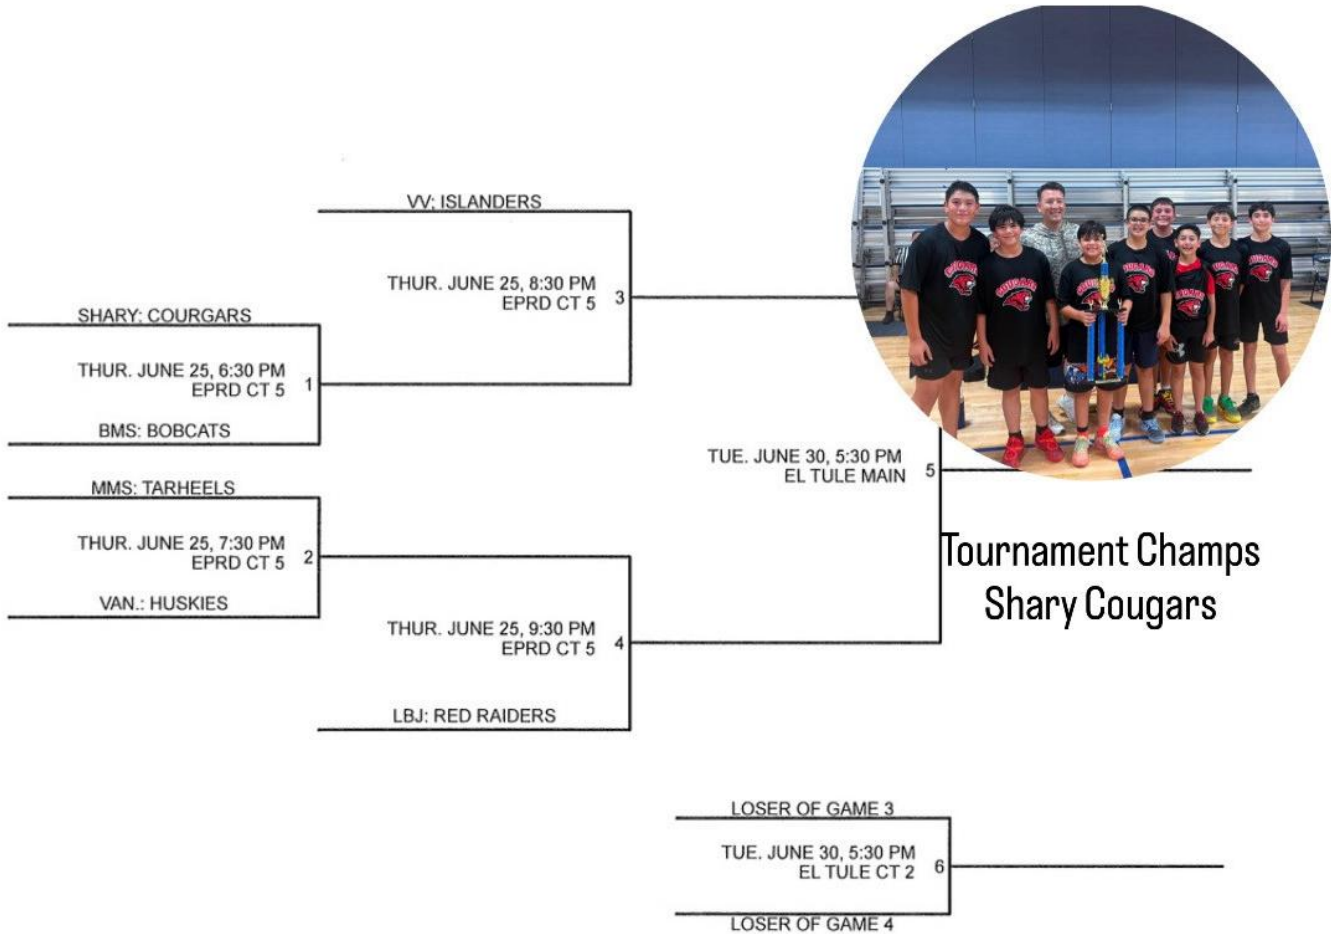 VV: ISLANDERS
THUR. JUNE 25, 8:30 PM
EPRD CT 5
3
SHARY: COURGARS
THUR. JUNE 25, 6:30 PM
EPRD CT 5
1
BMS: BOBCATS
MMS: TARHEELS
THUR. JUNE 25, 7:30 PM
EPRD CT 5
2
VAN.: HUSKIES
THUR. JUNE 25, 9:30 PM
EPRD CT 5
4
LBJ: RED RAIDERS
TUE. JUNE 30, 5:30 PM
EL TULE MAIN
5
COUGARS
COUGARS
COUGARS
COUGARS
Tournament Champs
Shary Cougars
LOSER OF GAME 3
TUE. JUNE 30, 5:30 PM
EL TULE CT 2
6
LOSER OF GAME 4